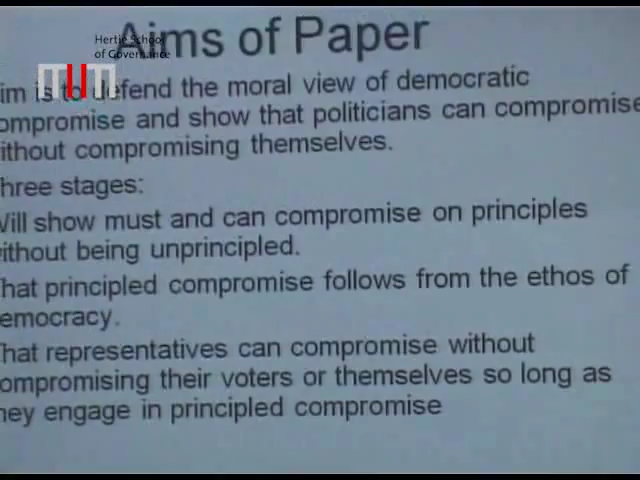 Aims of Paper
Hertie School
of Governance
im is to defend the moral view of democratic
ompromise and show that politicians can compromise
ithout compromising themselves.
hree stages:
Will show must and can compromise on principles
ithout being unprincipled.
hat principled compromise follows from the ethos of
emocracy.
hat representatives can compromise without
ompromising their voters or themselves so long as
hey engage in principled compromise